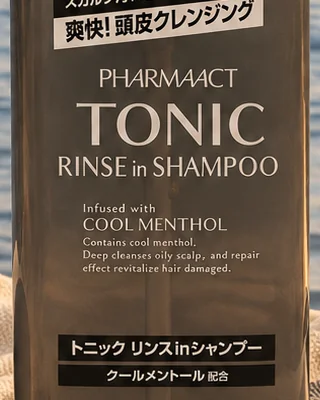 爽快! 頭皮クレンジング
PHARMAACT
TONIC
RINSE in SHAMPOO
Infused with
COOL MENTHOL
Contains cool menthol.
Deep cleanses oily scalp, and repair
effect revitalize hair damaged.
トニック リンスinシャンプー
クールメントール 配合